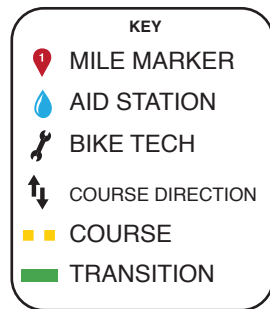 KEY
1 MILE MARKER
AID STATION
BIKE TECH
COURSE DIRECTION
COURSE
TRANSITION